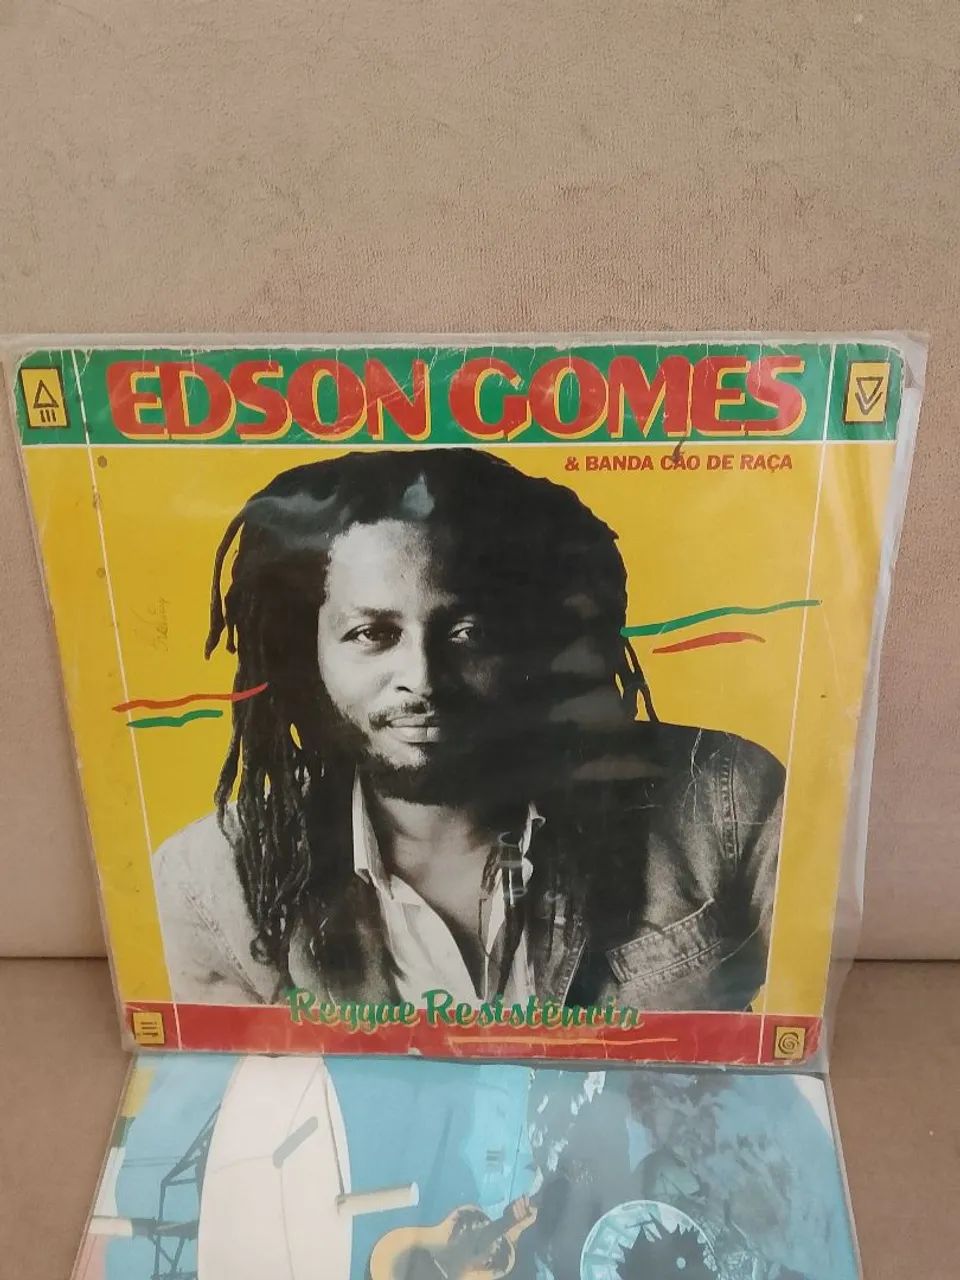 EDSON GOMES
& BANDA CÃO DE RAÇA
Reggae Resistência